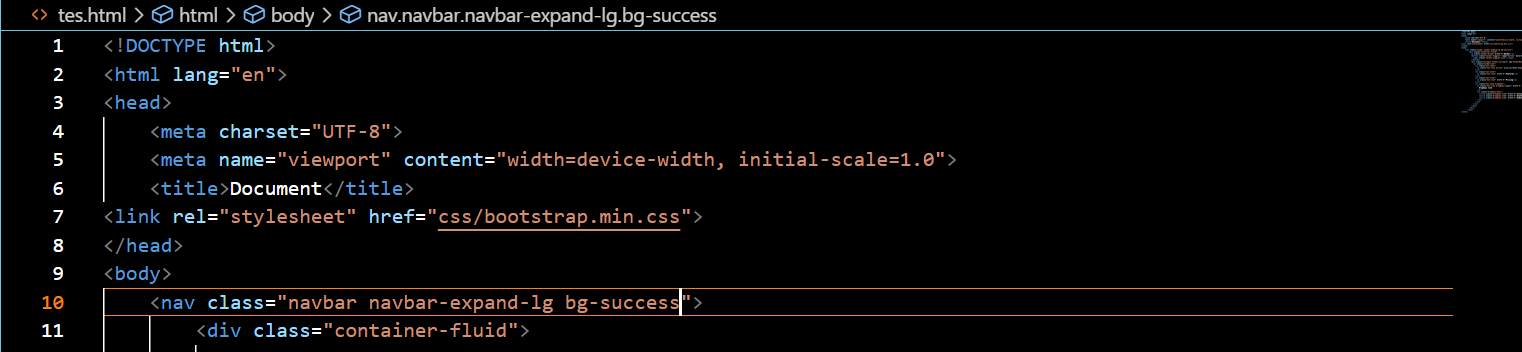 tes.html > html > body > nav.navbar.navbar-expand-lg.bg-success
1 <!DOCTYPE html>
2 <html lang="en">
3 <head>
4     <meta charset="UTF-8">
5     <meta name="viewport" content="width=device-width, initial-scale=1.0">
6     <title>Document</title>
7 <link rel="stylesheet" href="css/bootstrap.min.css">
8 </head>
9 <body>
10     <nav class="navbar navbar-expand-lg bg-success">
11         <div class="container-fluid">